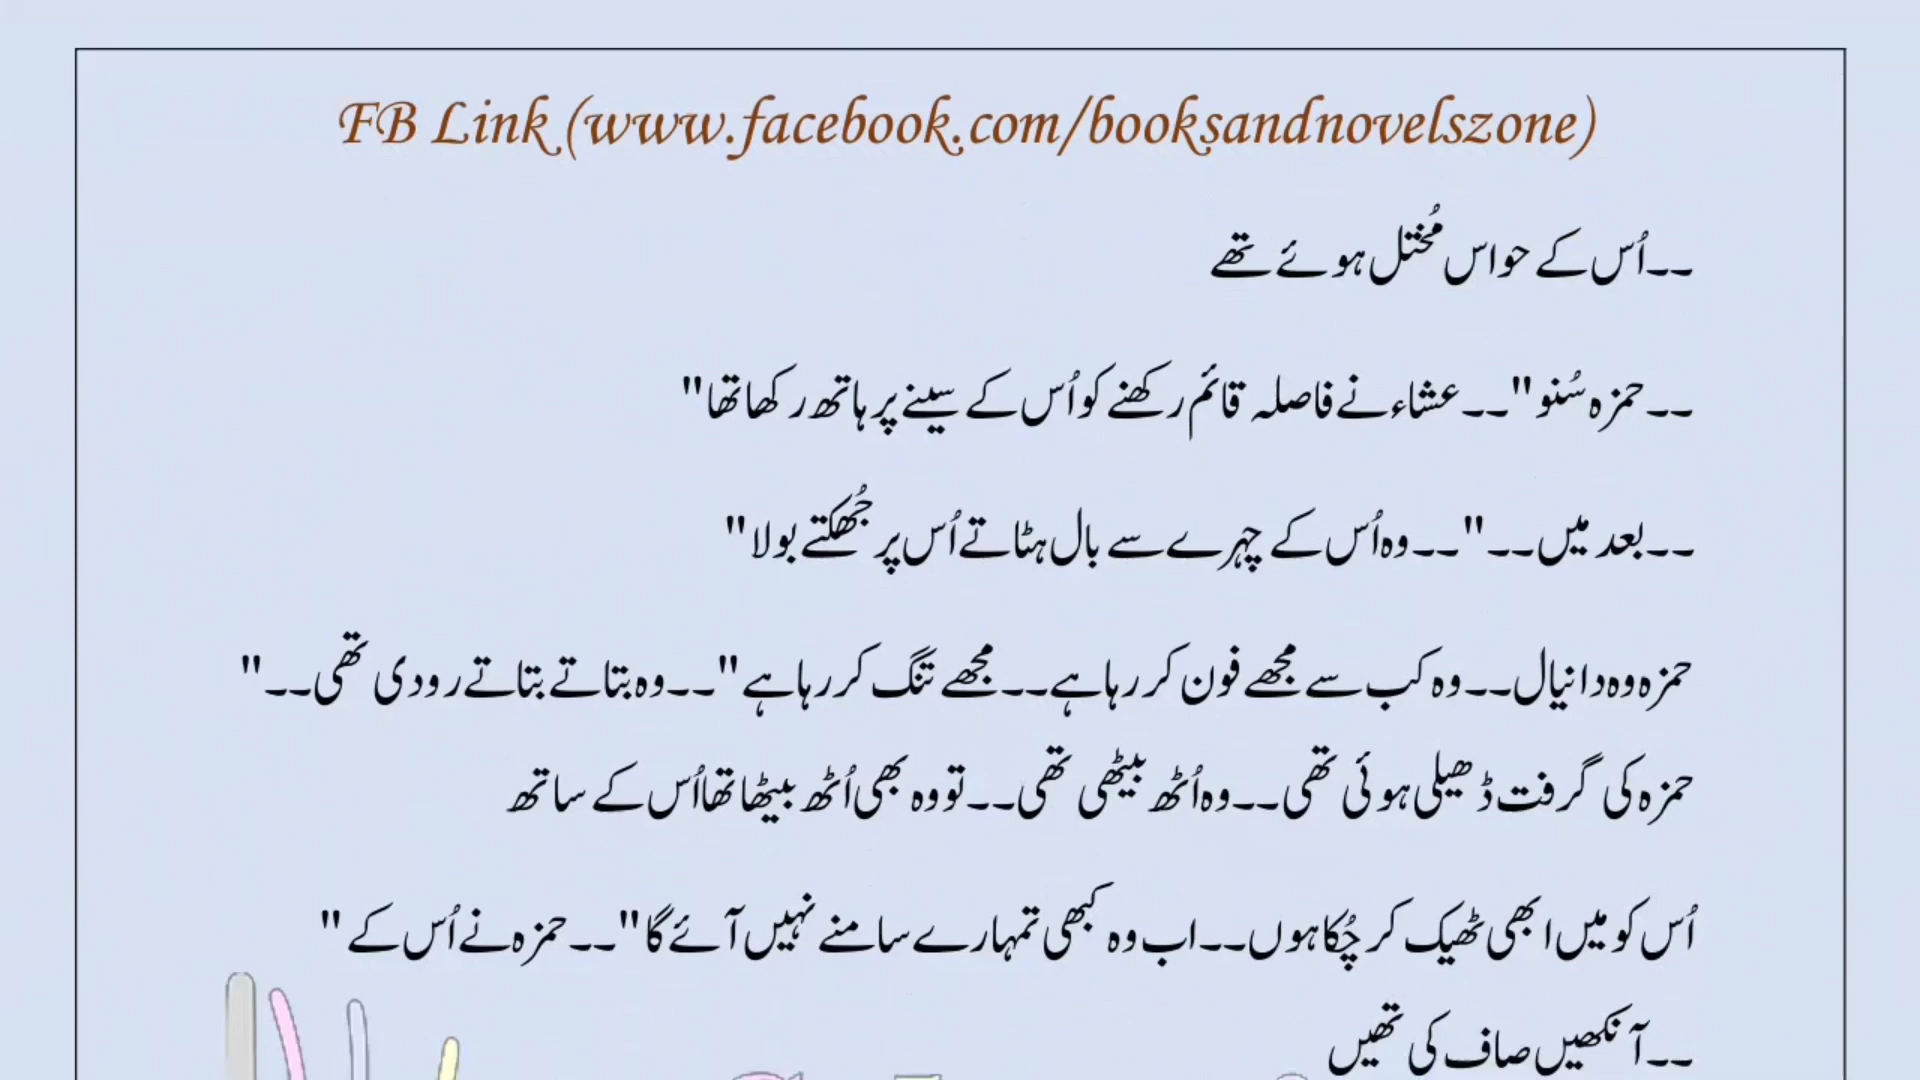 FB Link (www.facebook.com/booksandnovelszone)
۔۔اُس کے حواس مُختل ہوئے تھے
۔۔حمزہ سُنو"۔۔عشاء نے فاصلہ قائم رکھنے کو اُس کے سینے پر ہاتھ رکھا تھا"
۔۔بعد میں۔۔"۔۔وہ اُس کے چہرے سے بال ہٹاتے اُس پر جُھکتے بولا"
حمزہ وہ دانیال۔۔وہ کب سے مجھے فون کر رہا ہے۔۔مجھے تنگ کر رہا ہے"۔۔وہ بتاتے بتاتے رو دی تھی۔۔"
حمزہ کی گرفت ڈھیلی ہوئی تھی۔۔وہ اُٹھ بیٹھی تھی۔۔تو وہ بھی اُٹھ بیٹھا تھا اُس کے ساتھ
اُس کو میں ابھی ٹھیک کر چُکا ہوں۔۔اب وہ کبھی تمہارے سامنے نہیں آئے گا"۔۔حمزہ نے اُس کے"
۔۔آنکھیں صاف کی تھیں